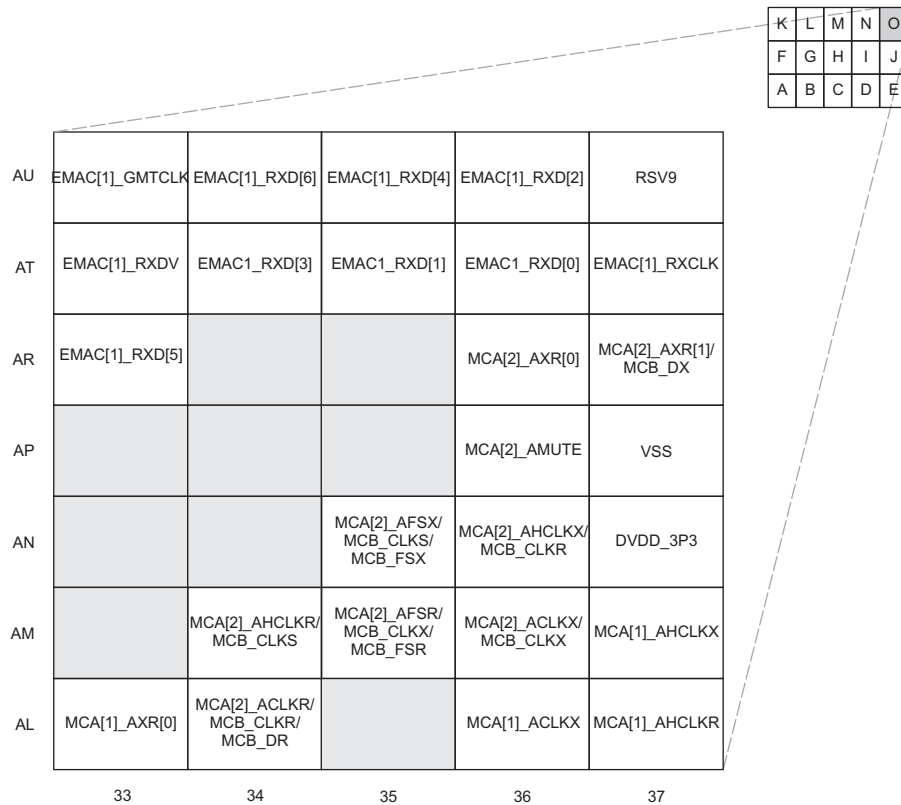 K L M N O
F G H I J
A B C D E
AU EMAC[1]_GMTCLK EMAC[1]_RXD[6] EMAC[1]_RXD[4] EMAC[1]_RXD[2] RSV9
AT EMAC[1]_RXDV EMAC1_RXD[3] EMAC1_RXD[1] EMAC1_RXD[0] EMAC[1]_RXCLK
AR EMAC[1]_RXD[5] MCA[2]_AXR[0] MCA[2]_AXR[1]/
MCB_DX
AP MCA[2]_AMUTE VSS
AN MCA[2]_AFSX/
MCB_CLKS/
MCB_FSX
MCA[2]_AHCLKX/
MCB_CLKR
DVDD_3P3
AM MCA[2]_AHCLKR/
MCB_CLKS
MCA[2]_AFSR/
MCB_CLKX/
MCB_FSR
MCA[2]_ACLKX/
MCB_CLKX
MCA[1]_AHCLKX
AL MCA[1]_AXR[0]
MCA[2]_ACLKR/
MCB_CLKR/
MCB_DR
MCA[1]_ACLKX MCA[1]_AHCLKR
33 34 35 36 37